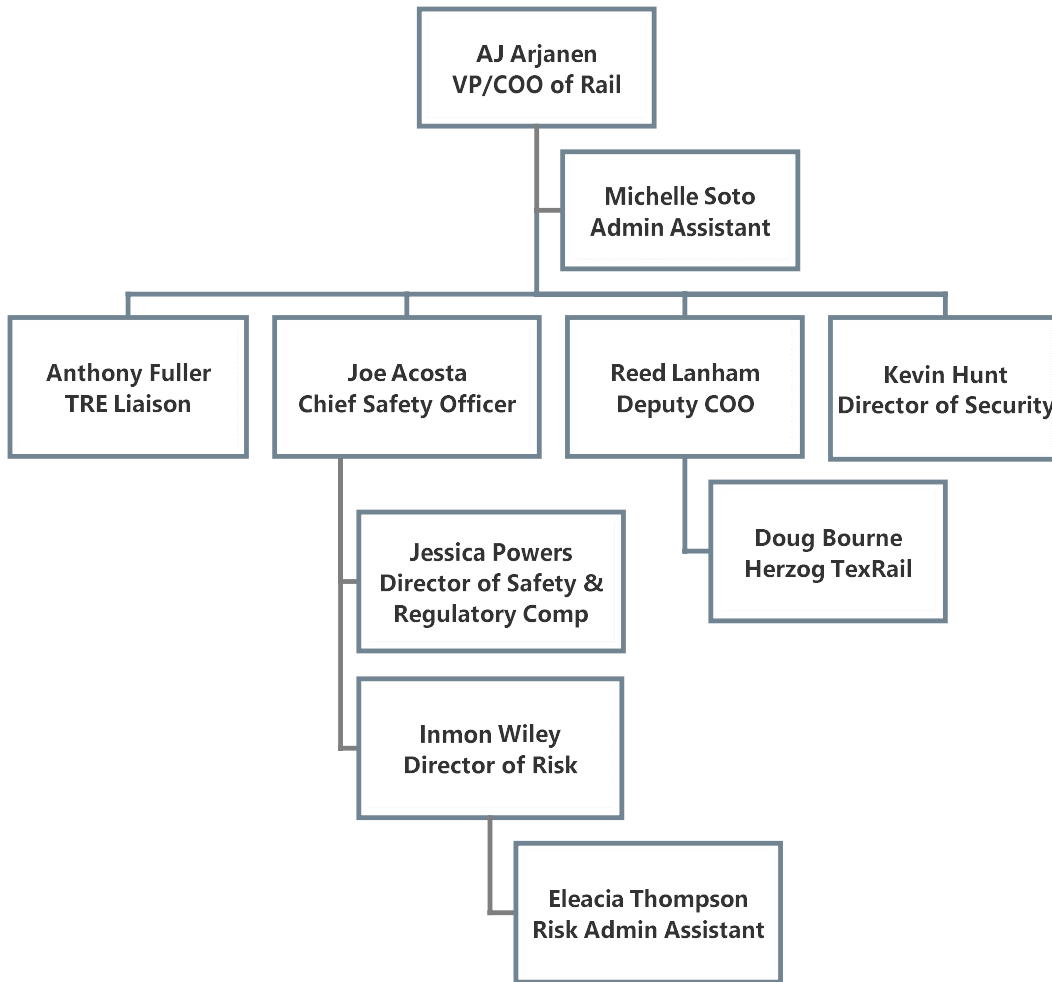 AJ Arjanen
VP/COO of Rail
Michelle Soto
Admin Assistant
Anthony Fuller
TRE Liaison
Joe Acosta
Chief Safety Officer
Reed Lanham
Deputy COO
Kevin Hunt
Director of Security
Jessica Powers
Director of Safety &
Regulatory Comp
Doug Bourne
Herzog TexRail
Inmon Wiley
Director of Risk
Eleacia Thompson
Risk Admin Assistant